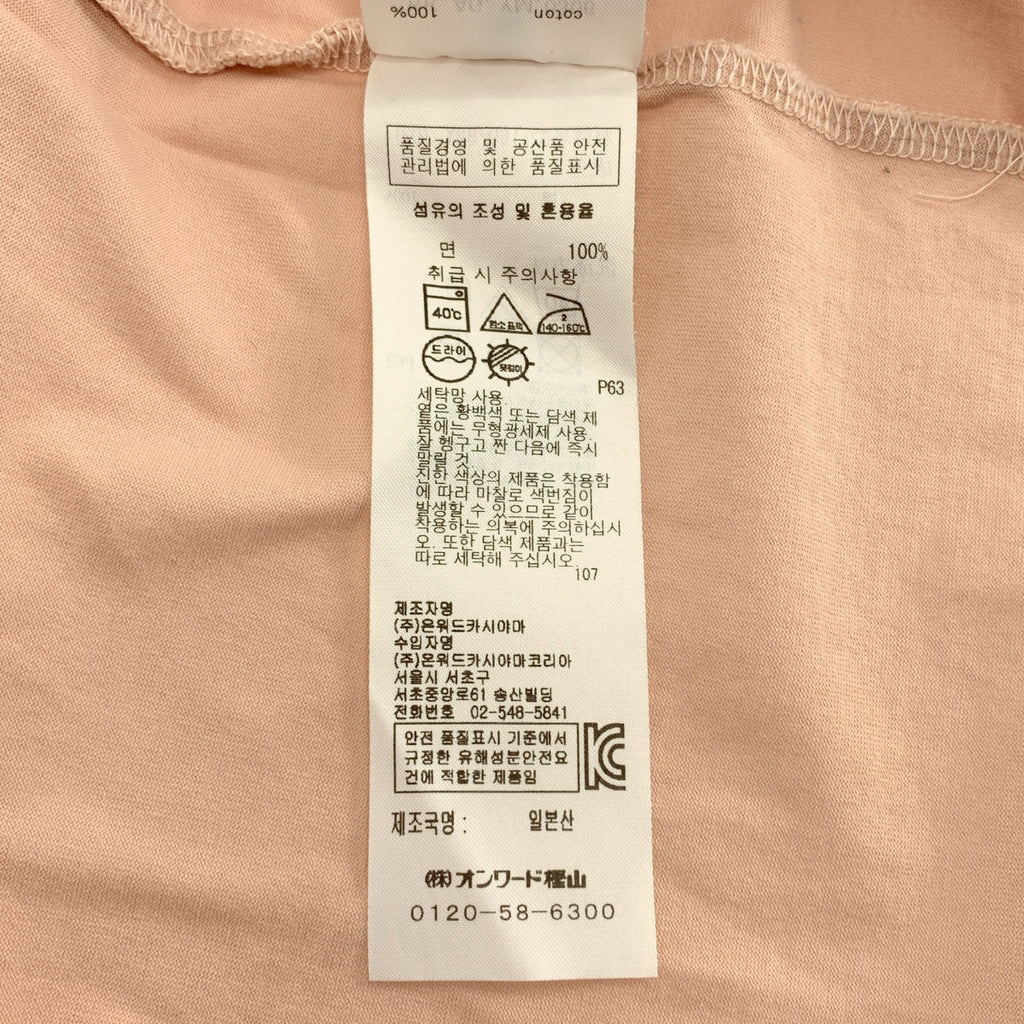 coton 100%
품질경영 및 공산품 안전
관리법에 의한 품질표시
섬유의 조성 및 혼용율
면 100%
취급 시 주의사항
40℃
염소표백
2
140-160℃
드라이
옷걸이
P63
세탁망 사용.
옅은 황백색 또는 담색 제
품에는 무형광세제 사용.
잘 헹구고 짠 다음에 즉시
말릴 것.
진한 색상의 제품은 착용함
에 따라 마찰로 색번짐이
발생할 수 있으므로 같이
착용하는 의복에 주의하십시
오. 또한 담색 제품과는
따로 세탁해 주십시오.
107
제조자명
(주)온워드카시야마
수입자명
(주)온워드카시야마코리아
서울시 서초구
서초중앙로61 송산빌딩
전화번호 02-548-5841
안전 품질표시 기준에서
규정한 유해성분안전요
건에 적합한 제품임
KC
제조국명 : 일본산
㈱オンワード樫山
0120-58-6300